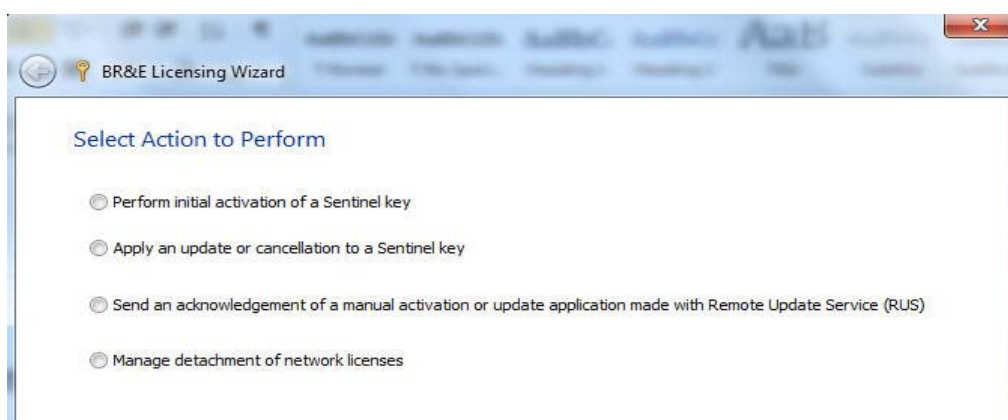 BR&E Licensing Wizard
Select Action to Perform
Perform initial activation of a Sentinel key
Apply an update or cancellation to a Sentinel key
Send an acknowledgement of a manual activation or update application made with Remote Update Service (RUS)
Manage detachment of network licenses